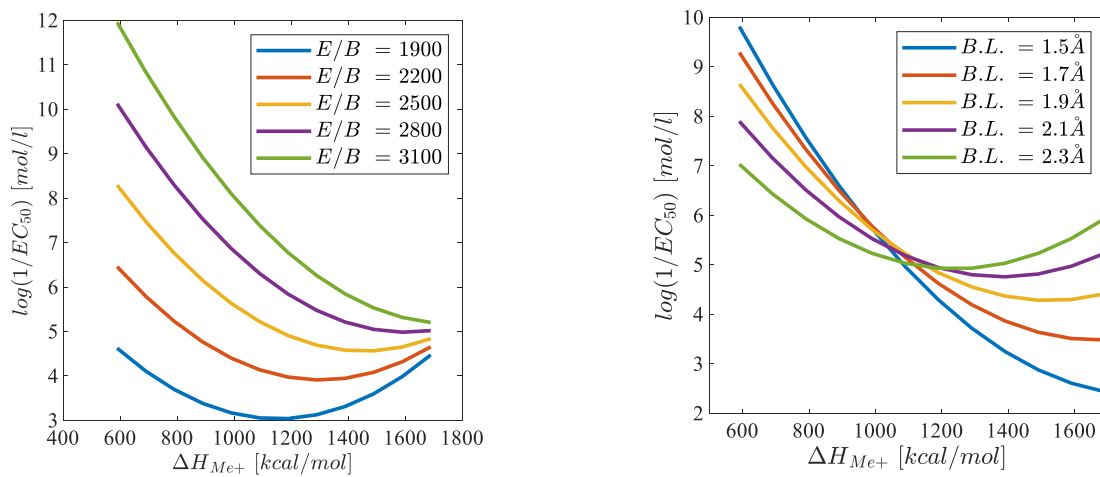 12
11
10
9
8
7
6
5
4
3
log(1/EC₅₀) [mol/l]
E/B = 1900
E/B = 2200
E/B = 2500
E/B = 2800
E/B = 3100
400 600 800 1000 1200 1400 1600 1800
ΔH_Me+ [kcal/mol]
10
9
8
7
6
5
4
3
2
log(1/EC₅₀) [mol/l]
B.L. = 1.5Å
B.L. = 1.7Å
B.L. = 1.9Å
B.L. = 2.1Å
B.L. = 2.3Å
600 800 1000 1200 1400 1600
ΔH_Me+ [kcal/mol]